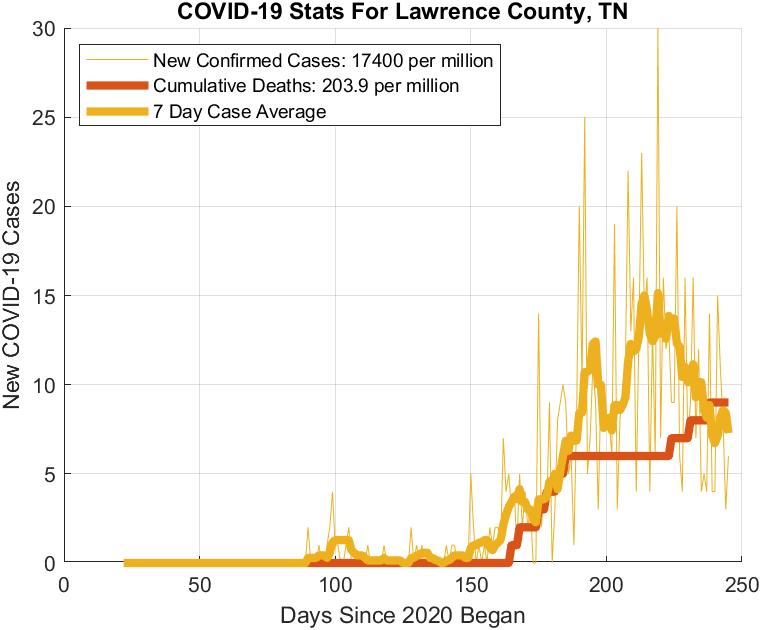 COVID-19 Stats For Lawrence County, TN
New Confirmed Cases: 17400 per million
Cumulative Deaths: 203.9 per million
7 Day Case Average
New COVID-19 Cases
30
25
20
15
10
5
0
0 50 100 150 200 250
Days Since 2020 Began